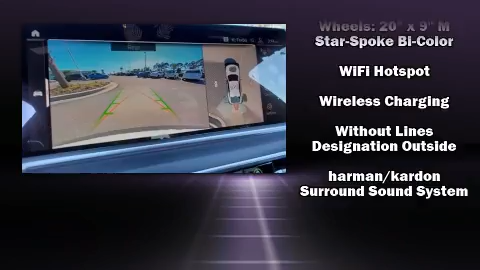 Wheels: 20" x 9" M
Star-Spoke Bi-Color
WiFi Hotspot
Wireless Charging
Without Lines
Designation Outside
harman/kardon
Surround Sound System
Rear